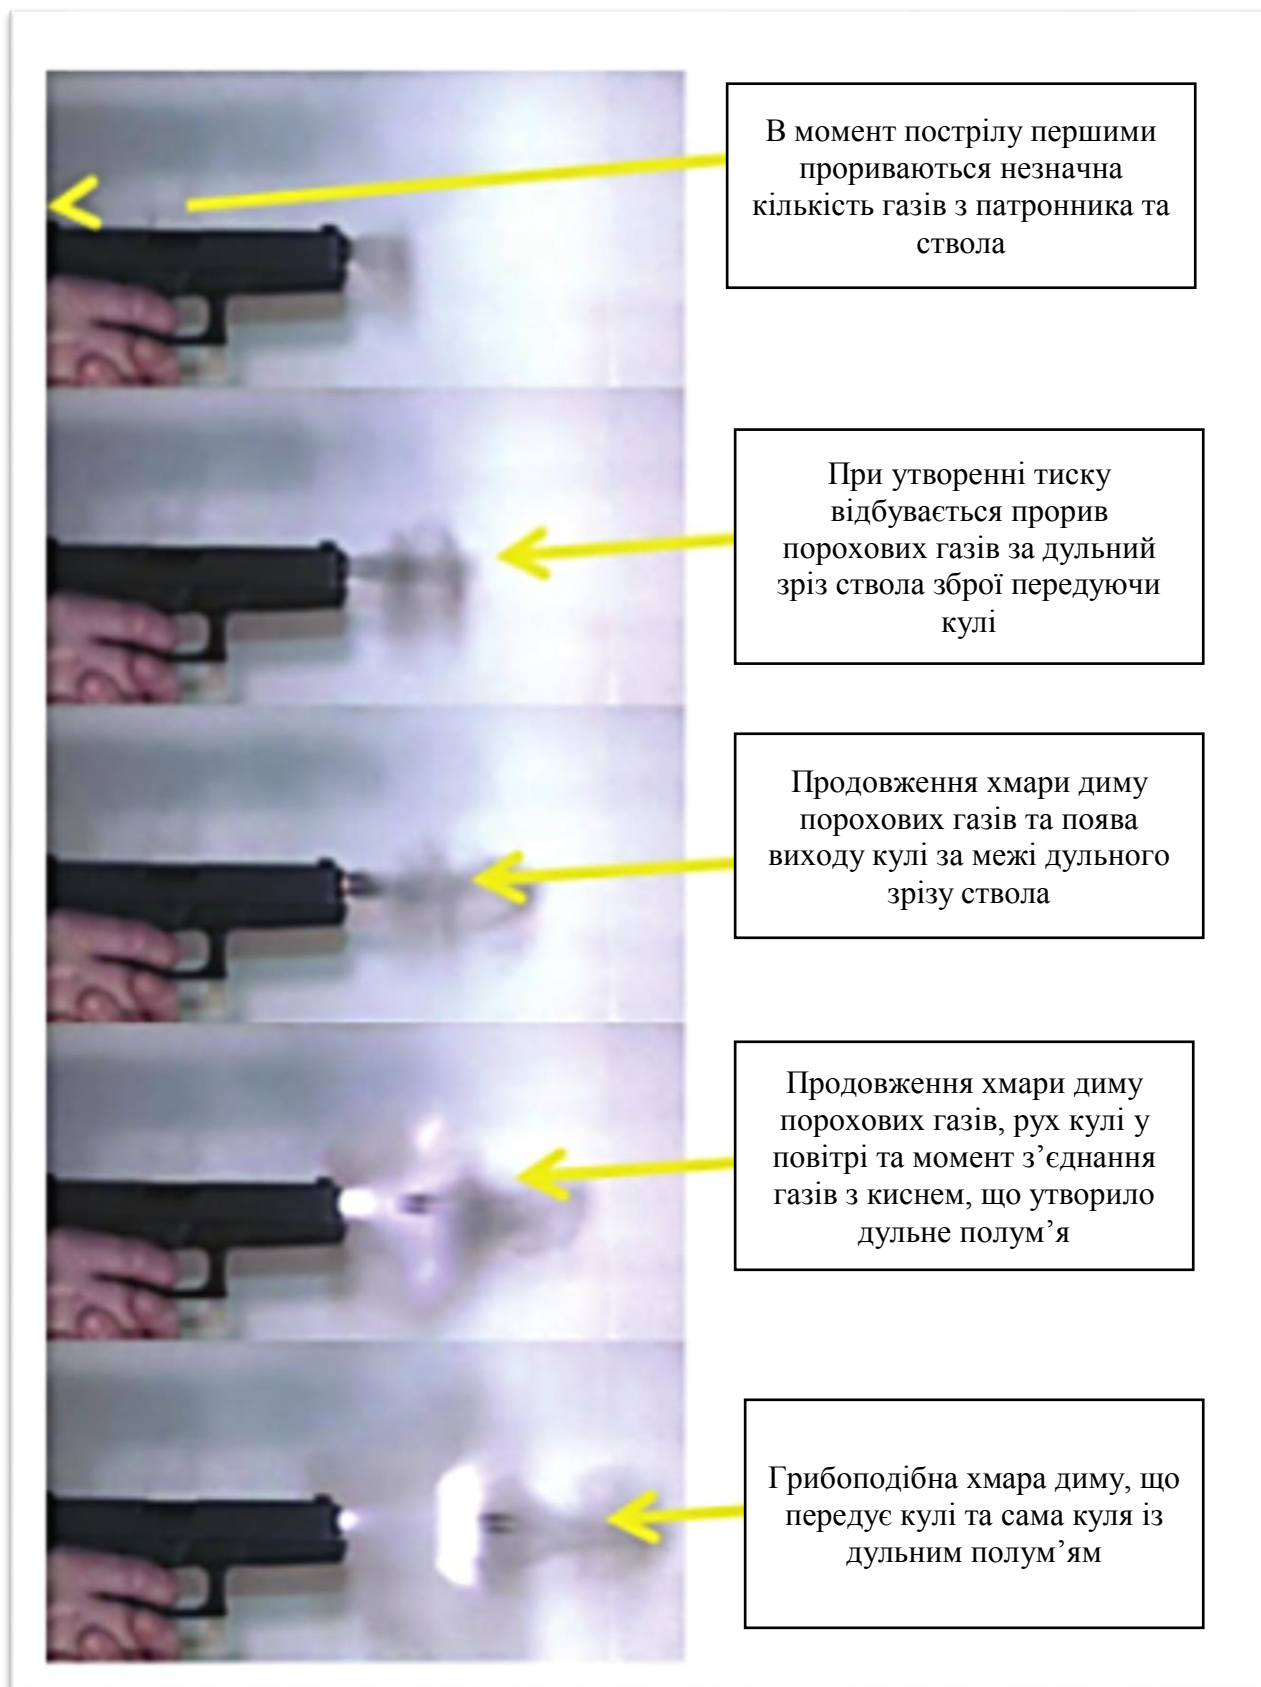 В момент пострілу першими
прориваються незначна
кількість газів з патронника та
ствола
При утворенні тиску
відбувається прорив
порохових газів за дульний
зріз ствола зброї передуючи
кулі
Продовження хмари диму
порохових газів та поява
виходу кулі за межі дульного
зрізу ствола
Продовження хмари диму
порохових газів, рух кулі у
повітрі та момент з’єднання
газів з киснем, що утворило
дульне полум’я
Грибоподібна хмара диму, що
передує кулі та сама куля із
дульним полум’ям